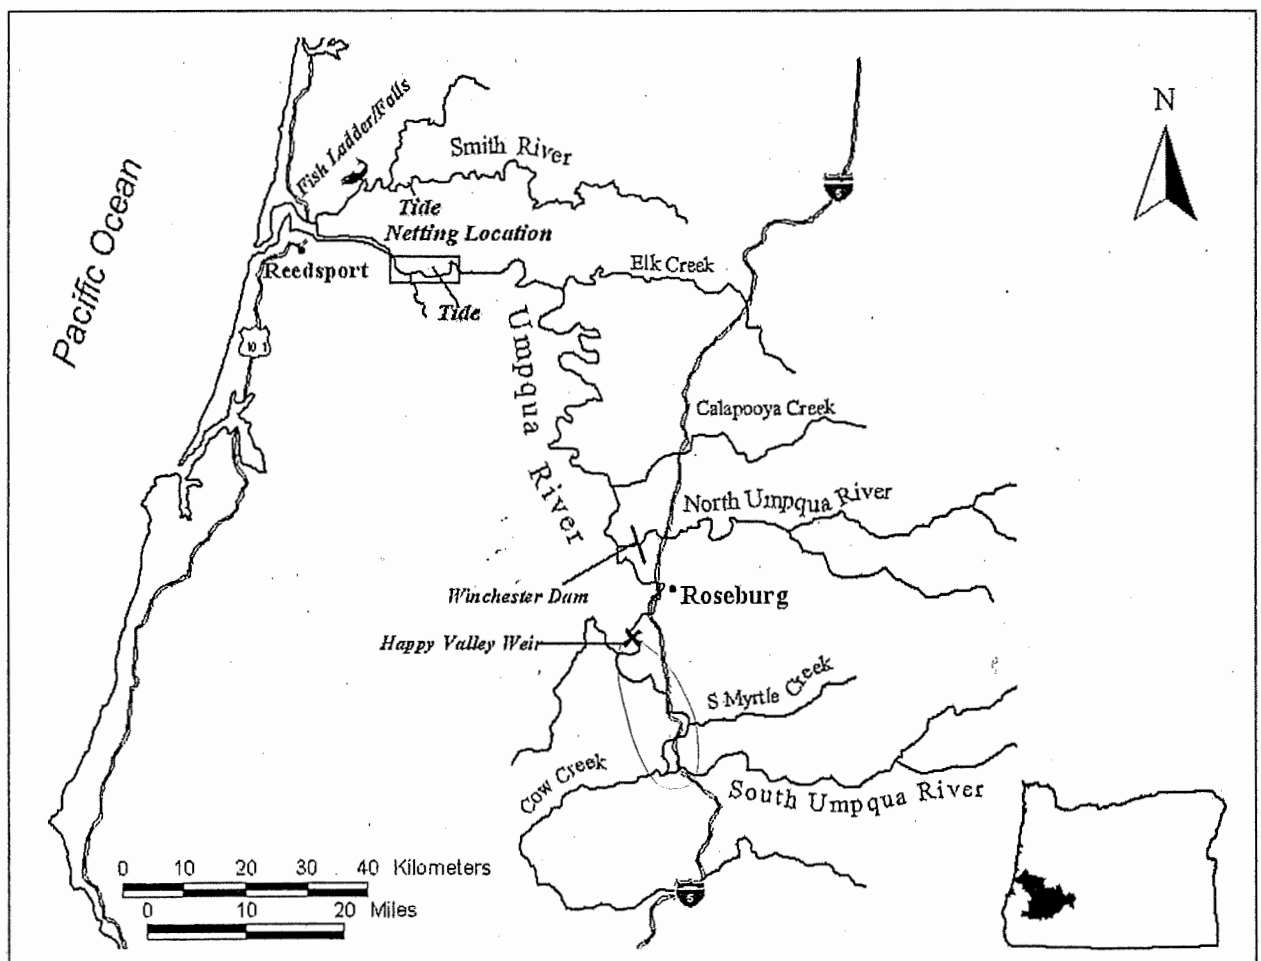 N
Fish Ladder/Falls
Smith River
Pacific Ocean
5
Tide
Netting Location
Reedsport
Elk Creek
Tide
Umpqua River
101
Calapooya Creek
North Umpqua River
Winchester Dam
Roseburg
Happy Valley Weir
S Myrtle Creek
Cow Creek
South Umpqua River
0 10 20 30 40 Kilometers
0 10 20 Miles
5